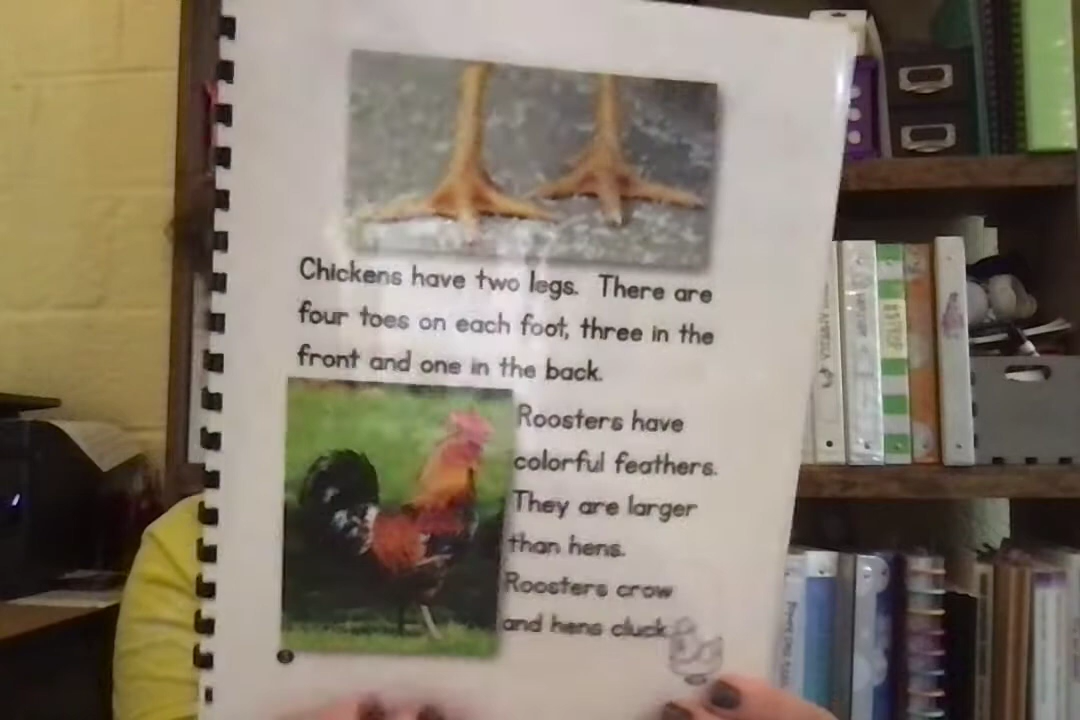 Chickens have two legs. There are
four toes on each foot, three in the
front and one in the back.
Roosters have
colorful feathers.
They are larger
than hens.
Roosters crow
and hens cluck.